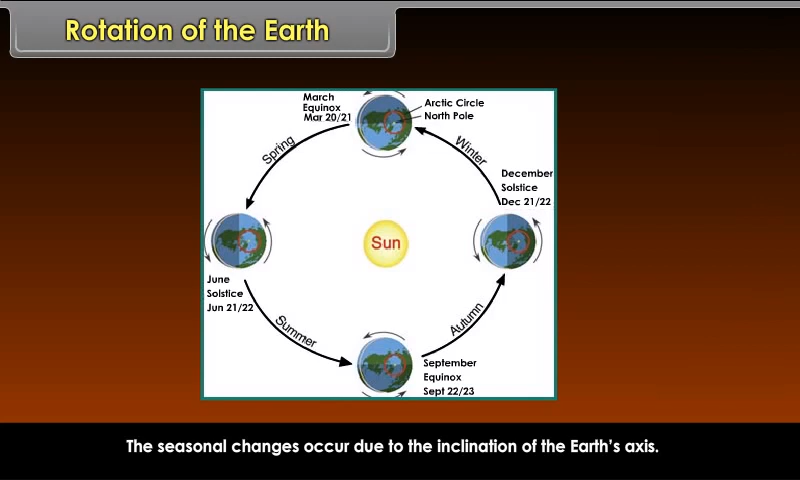 Rotation of the Earth
March
Equinox
Mar 20/21
Arctic Circle
North Pole
Spring
Winter
December
Solstice
Dec 21/22
Sun
June
Solstice
Jun 21/22
Summer
Autumn
September
Equinox
Sept 22/23
The seasonal changes occur due to the inclination of the Earth's axis.